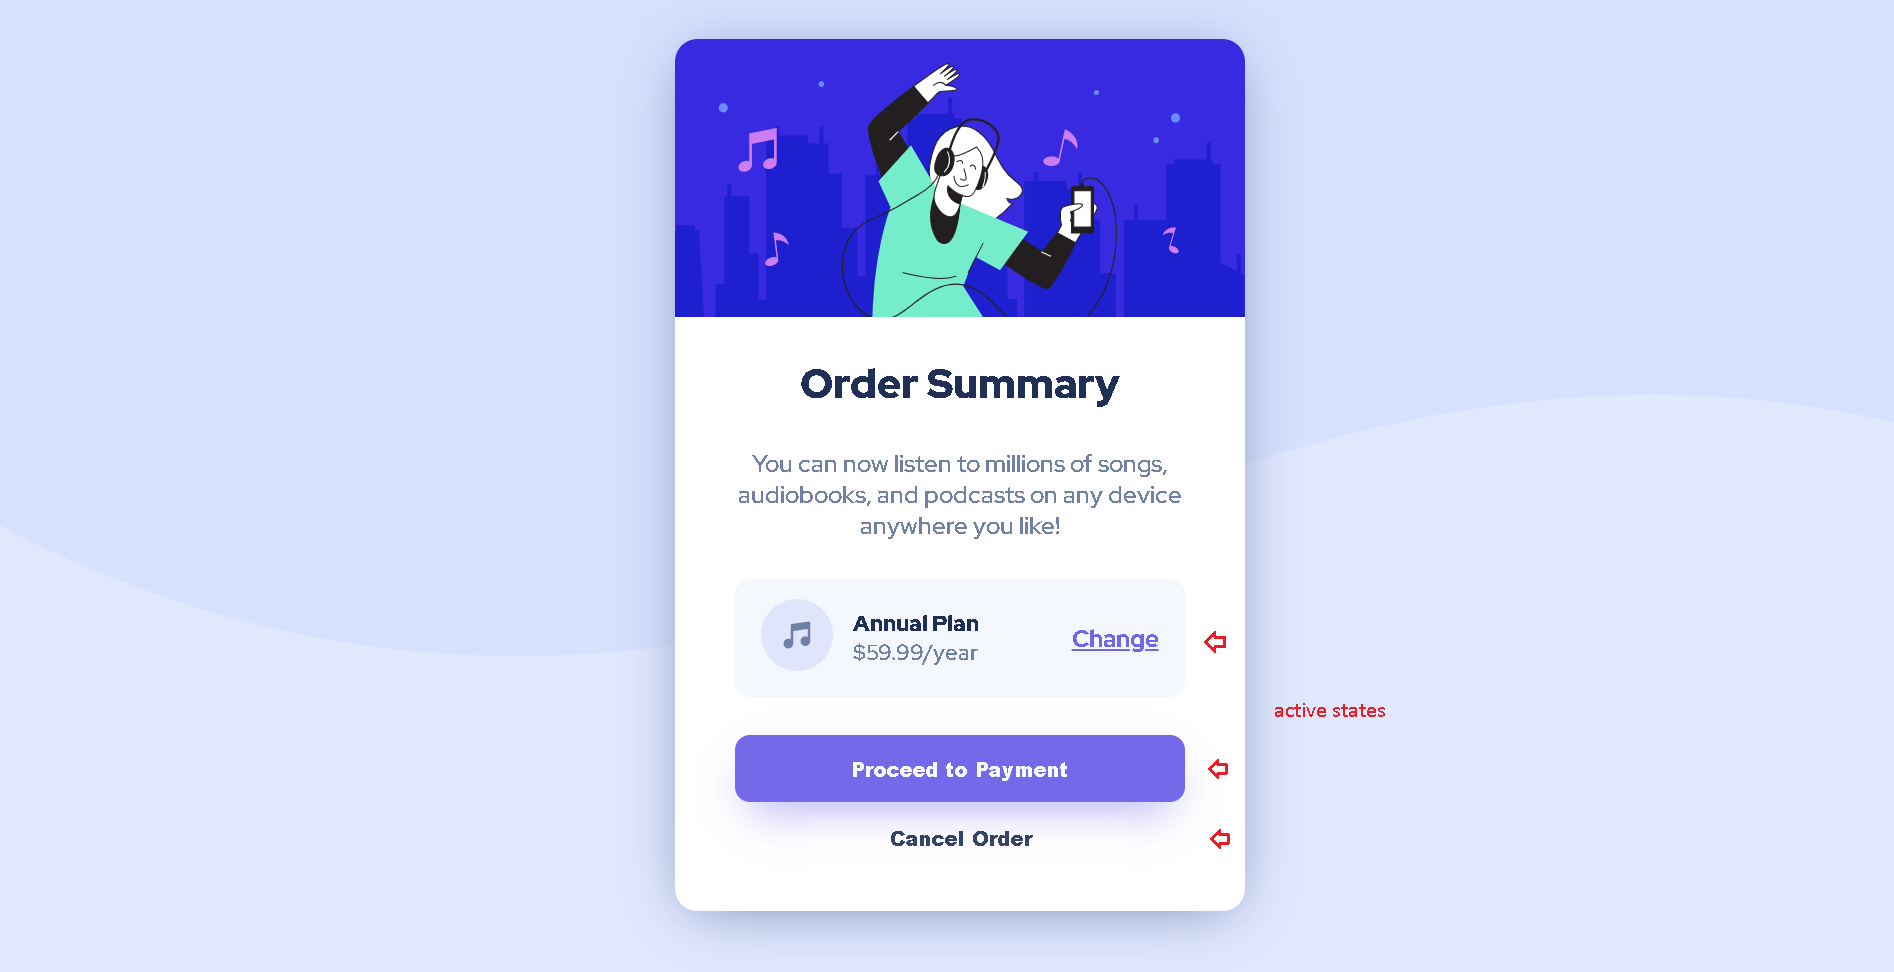 Order Summary
You can now listen to millions of songs,
audiobooks, and podcasts on any device
anywhere you like!
Annual Plan
$59.99/year
Change
active states
Proceed to Payment
Cancel Order